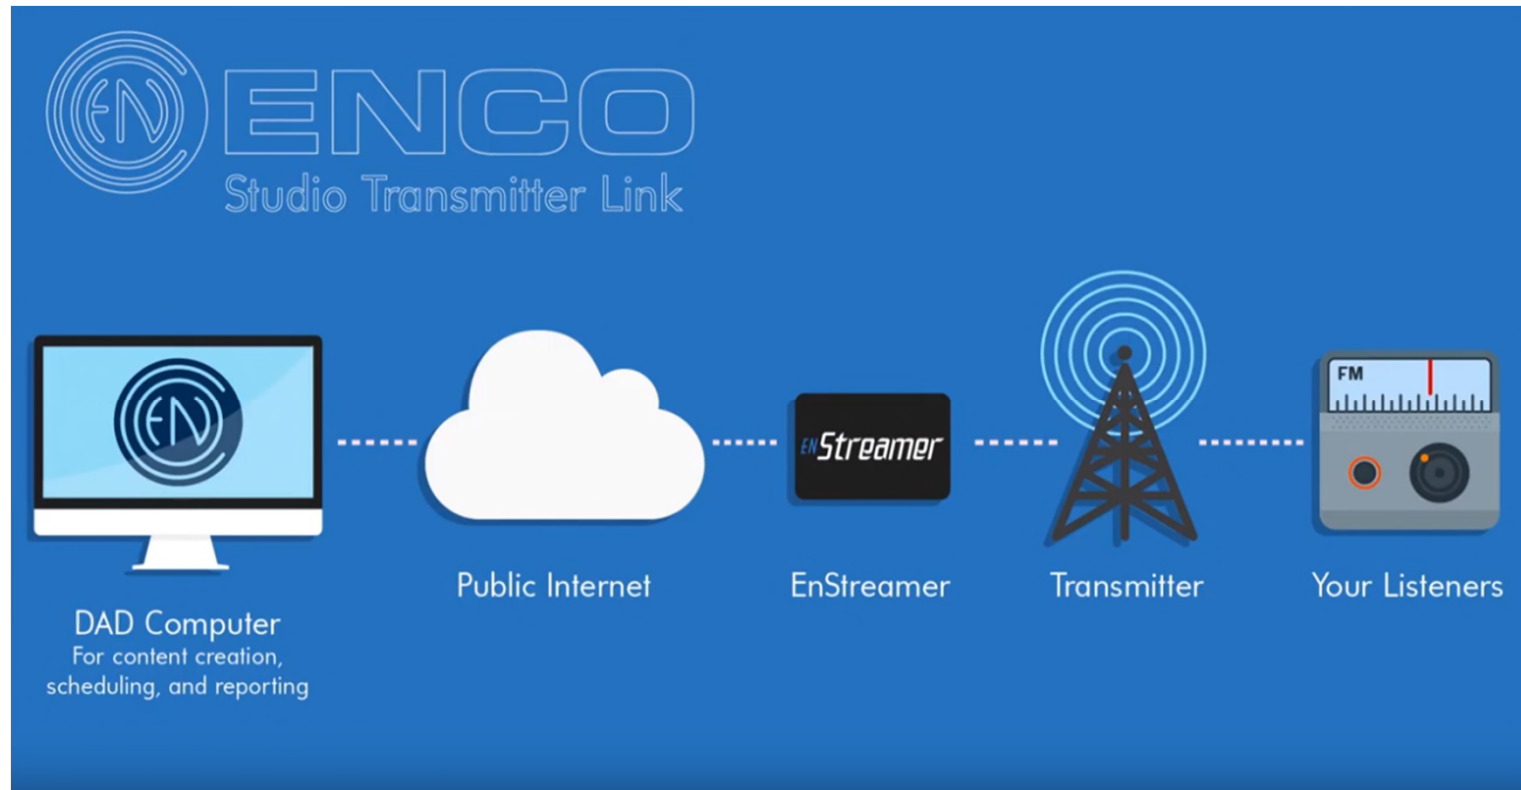 EN ENCO
Studio Transmitter Link
EN
FM
ENStreamer
Public Internet
EnStreamer
Transmitter
Your Listeners
DAD Computer
For content creation,
scheduling, and reporting